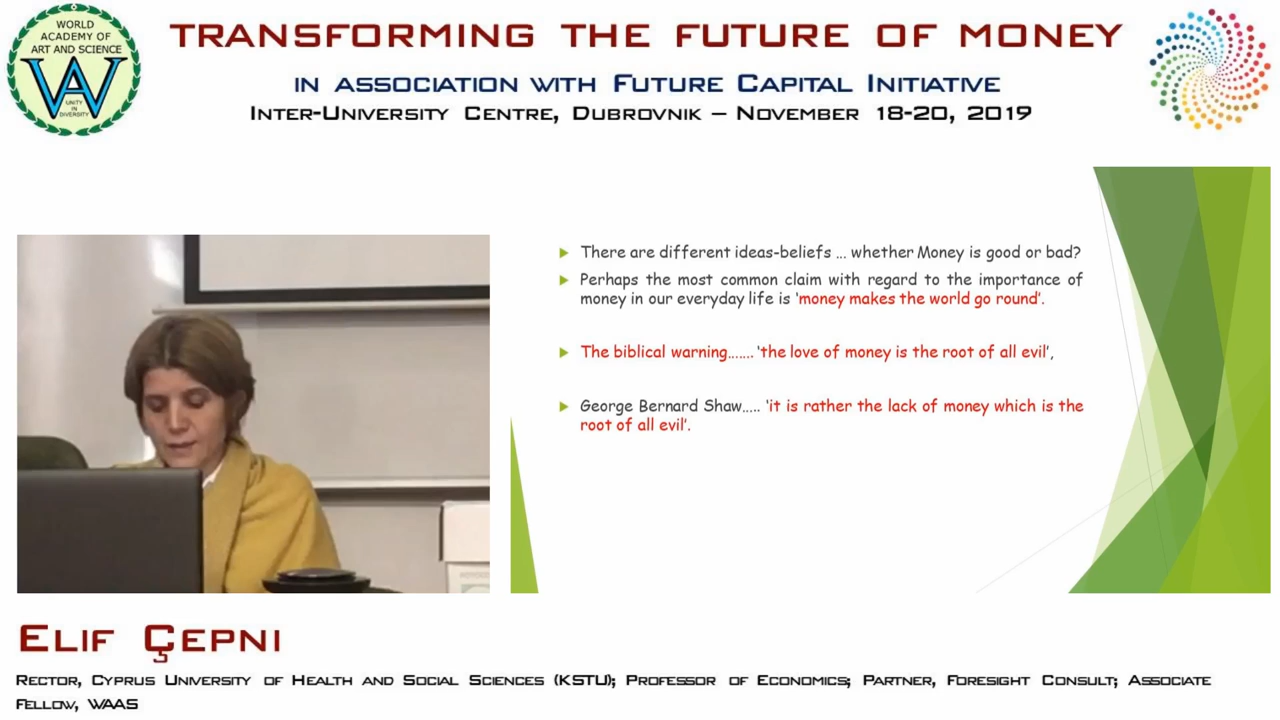 WORLD
ACADEMY OF
ART AND SCIENCE
UNITY
IN
DIVERSITY
TRANSFORMING THE FUTURE OF MONEY
IN ASSOCIATION WITH FUTURE CAPITAL INITIATIVE
INTER-UNIVERSITY CENTRE, DUBROVNIK – NOVEMBER 18-20, 2019
There are different ideas-beliefs ... whether Money is good or bad?
Perhaps the most common claim with regard to the importance of
money in our everyday life is ‘money makes the world go round’.
The biblical warning....... ‘the love of money is the root of all evil’,
George Bernard Shaw..... ‘it is rather the lack of money which is the
root of all evil’.
ELIF ÇEPNI
RECTOR, CYPRUS UNIVERSITY OF HEALTH AND SOCIAL SCIENCES (KSTU); PROFESSOR OF ECONOMICS; PARTNER, FORESIGHT CONSULT; ASSOCIATE
FELLOW, WAAS